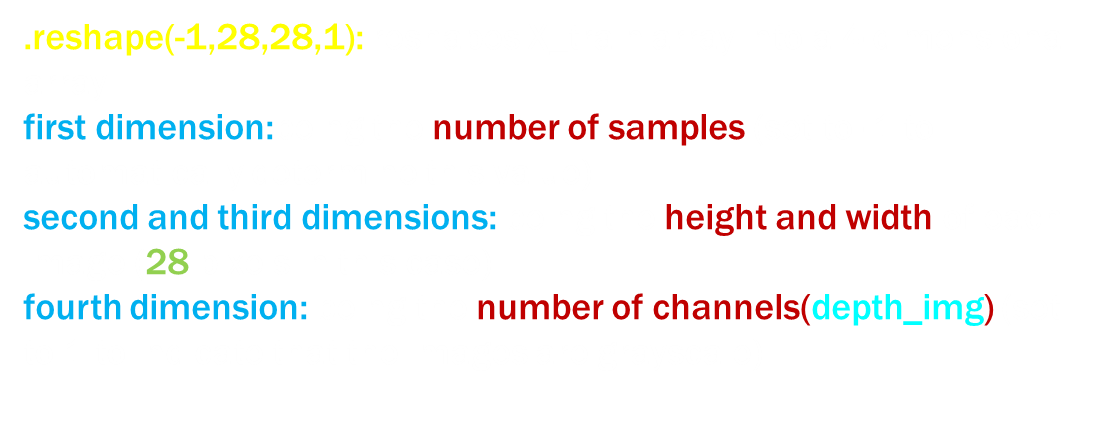 .reshape(-1,28,28,1):
first dimension: number of samples
second and third dimensions: height and width
28
fourth dimension: number of channels(depth_img)